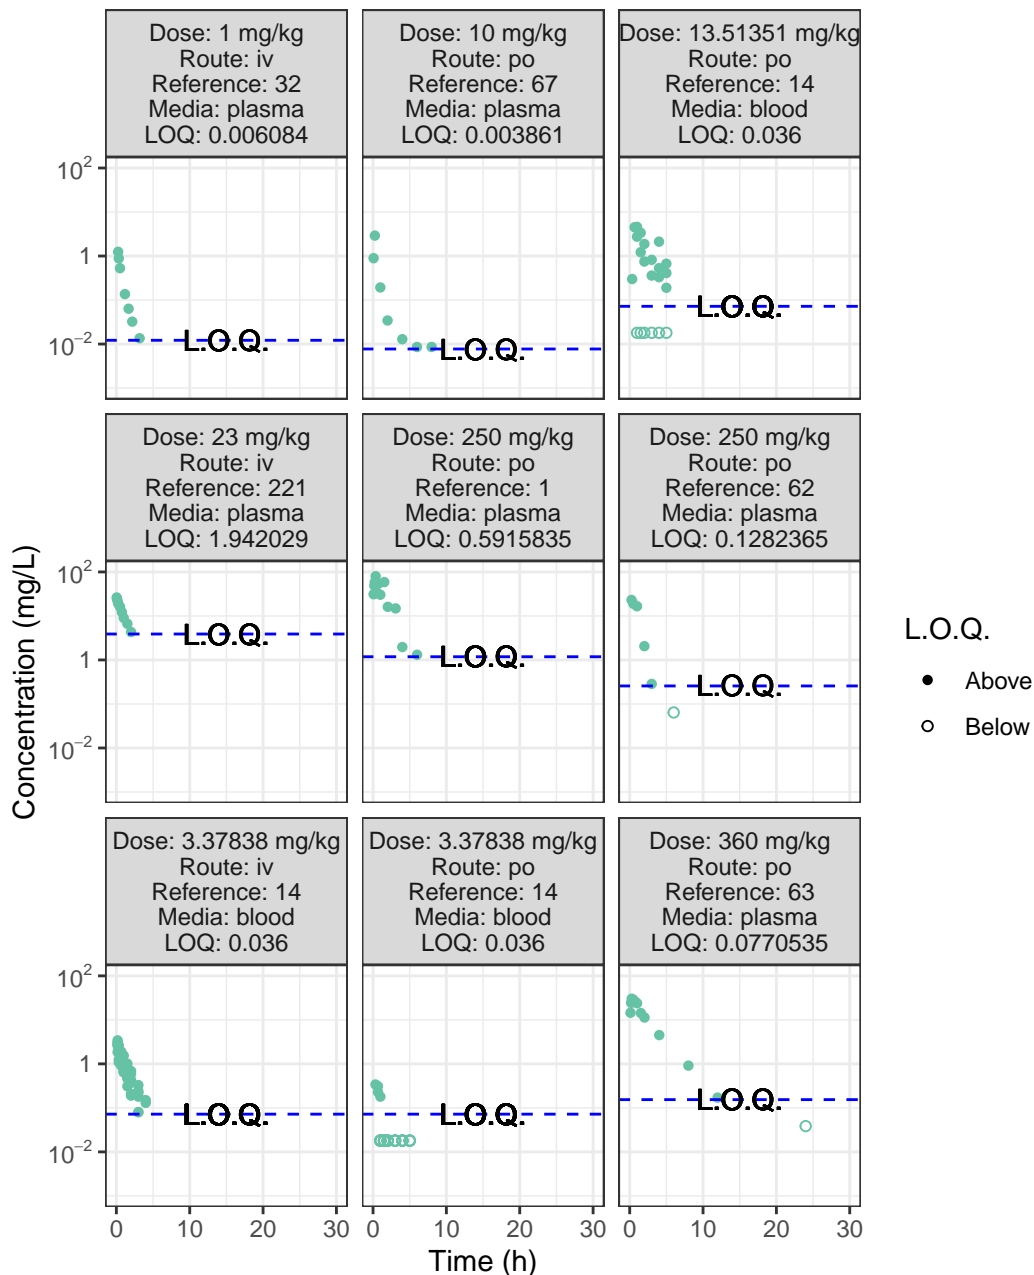 Dose: 1 mg/kg
Route: iv
Reference: 32
Media: plasma
LOQ: 0.006084
Dose: 10 mg/kg
Route: po
Reference: 67
Media: plasma
LOQ: 0.003861
Dose: 13.51351 mg/kg
Route: po
Reference: 14
Media: blood
LOQ: 0.036
10²
1
10⁻²
L.O.Q.
L.O.Q.
L.O.Q.
Dose: 23 mg/kg
Route: iv
Reference: 221
Media: plasma
LOQ: 1.942029
Dose: 250 mg/kg
Route: po
Reference: 1
Media: plasma
LOQ: 0.5915835
Dose: 250 mg/kg
Route: po
Reference: 62
Media: plasma
LOQ: 0.1282365
10²
1
10⁻²
L.O.Q.
L.O.Q.
L.O.Q.
Dose: 3.37838 mg/kg
Route: iv
Reference: 14
Media: blood
LOQ: 0.036
Dose: 3.37838 mg/kg
Route: po
Reference: 14
Media: blood
LOQ: 0.036
Dose: 360 mg/kg
Route: po
Reference: 63
Media: plasma
LOQ: 0.0770535
10²
1
10⁻²
L.O.Q.
L.O.Q.
L.O.Q.
0 10 20 30
0 10 20 30
0 10 20 30
Time (h)
Concentration (mg/L)
L.O.Q.
Above
Below